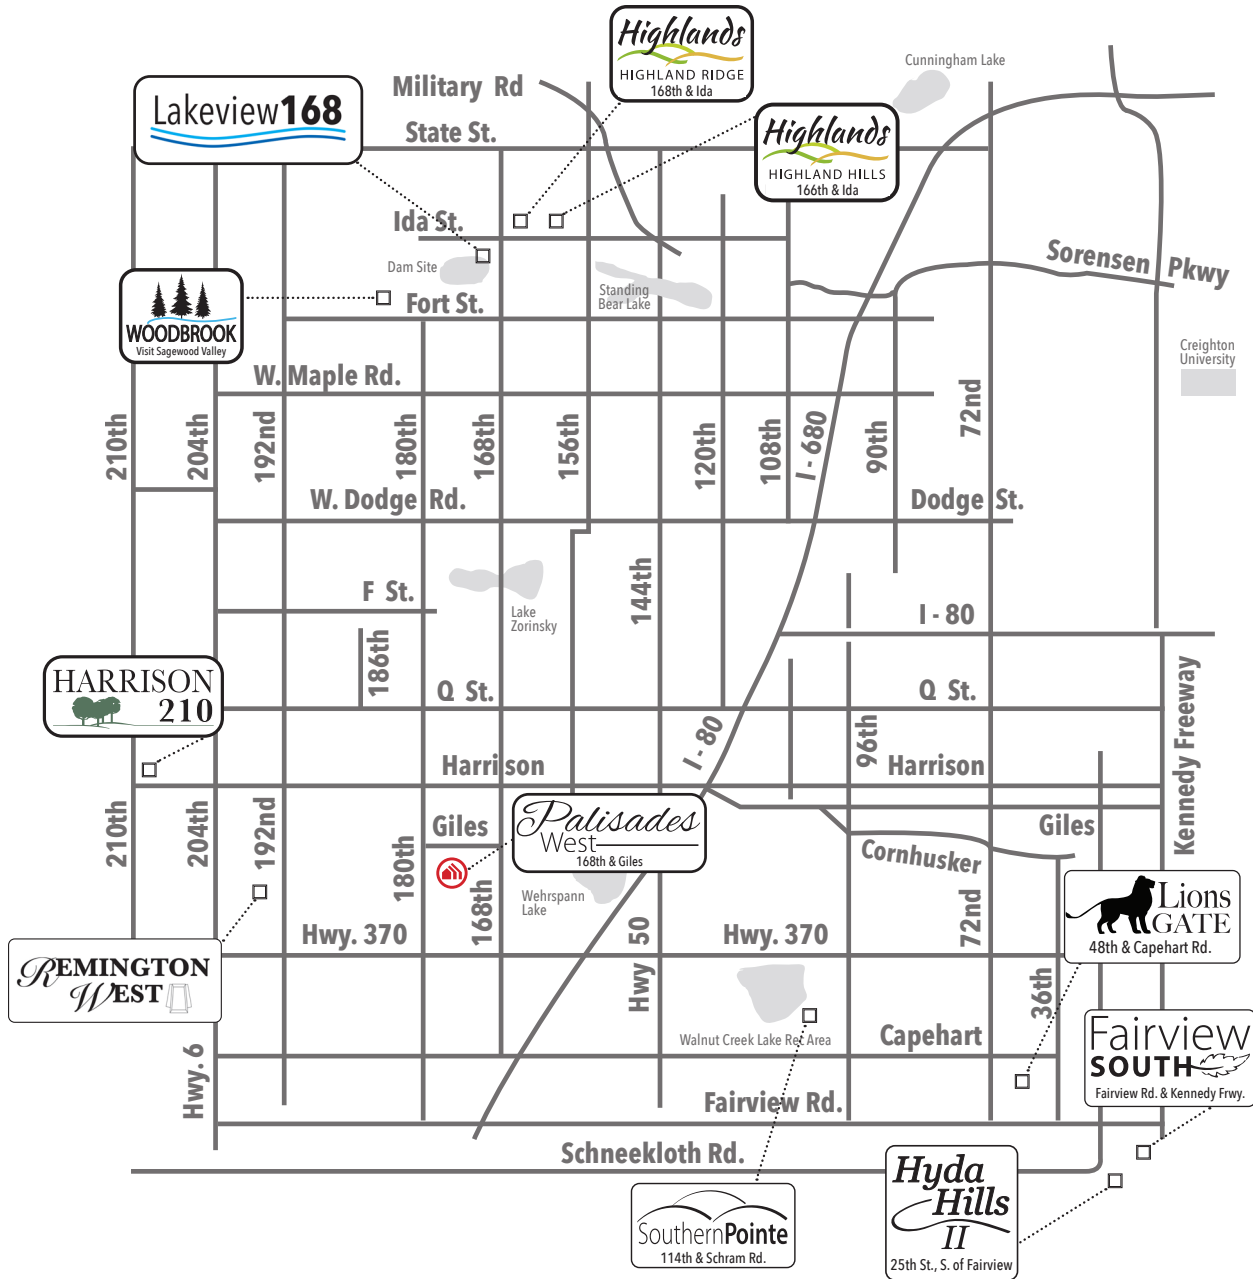 Highlands
HIGHLAND RIDGE
168th & Ida
Cunningham Lake
Military Rd
Lakeview168
State St.
Highlands
HIGHLAND HILLS
166th & Ida
Ida St.
Dam Site
Sorensen Pkwy
Standing
Bear Lake
Fort St.
WOODBROOK
Visit Sagewood Valley
Creighton
University
W. Maple Rd.
210th
204th
192nd
180th
168th
156th
120th
108th
I - 680
90th
72nd
W. Dodge Rd.
Dodge St.
F St.
Lake
Zorinsky
144th
I - 80
HARRISON
210
186th
Q St.
Q St.
I - 80
96th
Kennedy Freeway
Harrison
Harrison
210th
204th
192nd
180th
Giles
Palisades
West
168th & Giles
Giles
Cornhusker
168th
Wehrspann
Lake
Lions
GATE
48th & Capehart Rd.
Hwy. 370
Hwy 50
Hwy. 370
72nd
36th
REMINGTON
WEST
Walnut Creek Lake Rec Area
Capehart
Fairview
SOUTH
Fairview Rd. & Kennedy Frwy.
Hwy. 6
Fairview Rd.
Schneekloth Rd.
SouthernPointe
114th & Schram Rd.
Hyda
Hills
II
25th St., S. of Fairview